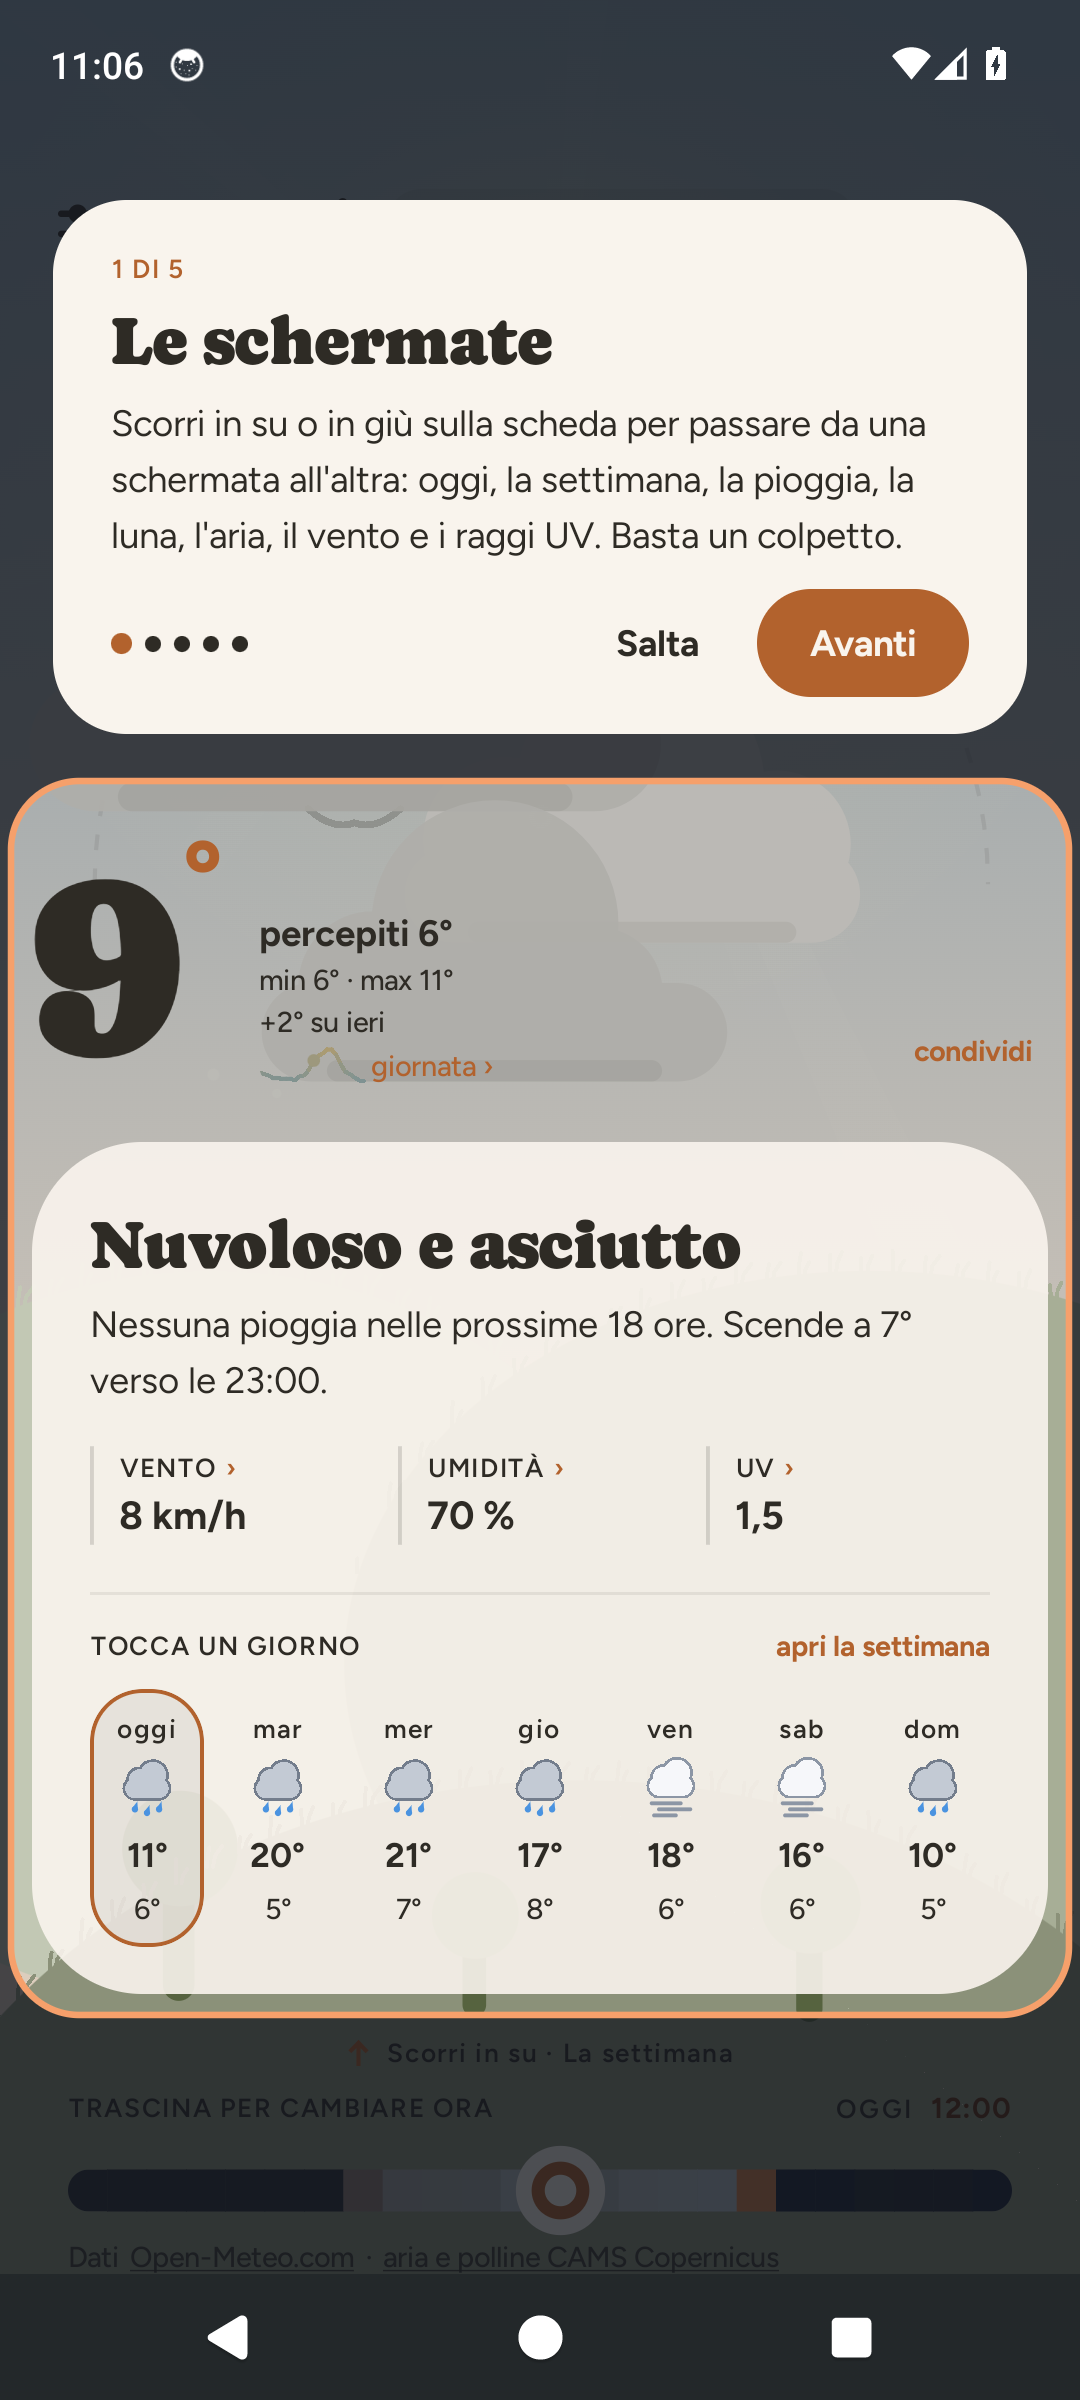 11:06
1 DI 5
Le schermate
Scorri in su o in giù sulla scheda per passare da una
schermata all'altra: oggi, la settimana, la pioggia, la
luna, l'aria, il vento e i raggi UV. Basta un colpetto.
Salta
Avanti
9°
percepiti 6°
min 6° · max 11°
+2° su ieri
giornata ›
condividi
Nuvoloso e asciutto
Nessuna pioggia nelle prossime 18 ore. Scende a 7°
verso le 23:00.
VENTO › UMIDITÀ › UV ›
8 km/h 70 % 1,5
TOCCA UN GIORNO apri la settimana
oggi mar mer gio ven sab dom
11° 20° 21° 17° 18° 16° 10°
6° 5° 7° 8° 6° 6° 5°
↑ Scorri in su · La settimana
TRASCINA PER CAMBIARE ORA OGGI 12:00
Dati Open-Meteo.com · aria e polline CAMS Copernicus